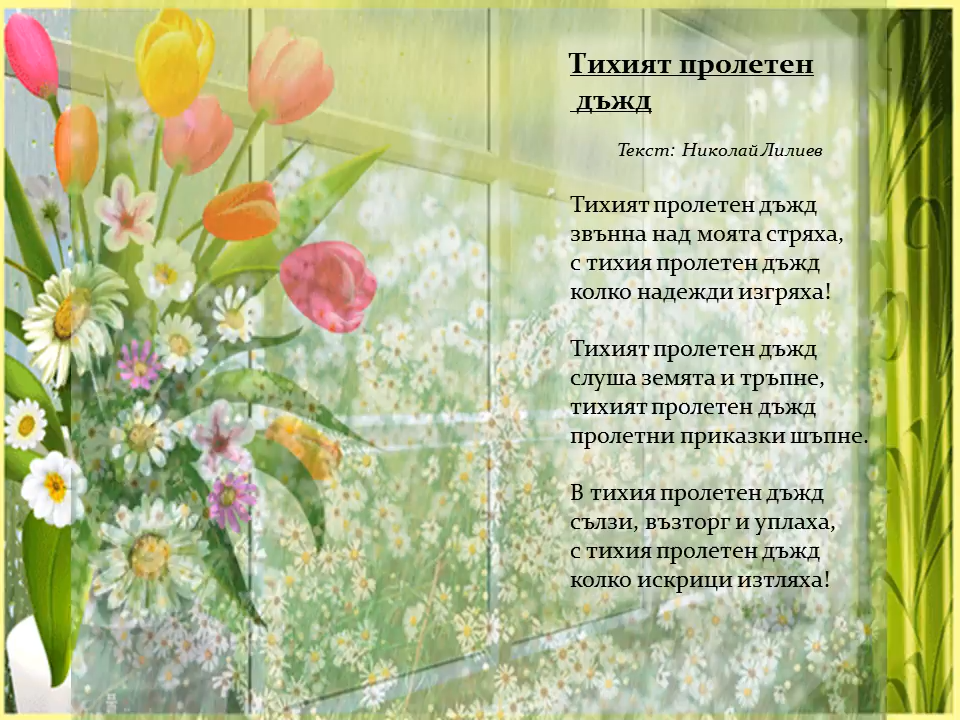 Тихият пролетен
дъжд
Текст: Николай Лилиев
Тихият пролетен дъжд
звънна над моята стряха,
с тихия пролетен дъжд
колко надежди изгряха!
Тихият пролетен дъжд
слуша земята и тръпне,
тихият пролетен дъжд
пролетни приказки шъпне.
В тихия пролетен дъжд
сълзи, възторг и уплаха,
с тихия пролетен дъжд
колко искрици изтляха!